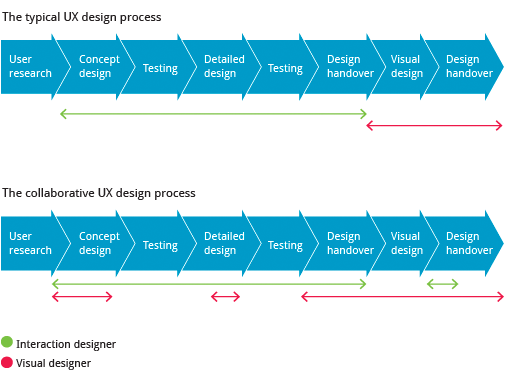 The typical UX design process
User research
Concept design
Testing
Detailed design
Testing
Design handover
Visual design
Design handover
The collaborative UX design process
User research
Concept design
Testing
Detailed design
Testing
Design handover
Visual design
Design handover
Interaction designer
Visual designer